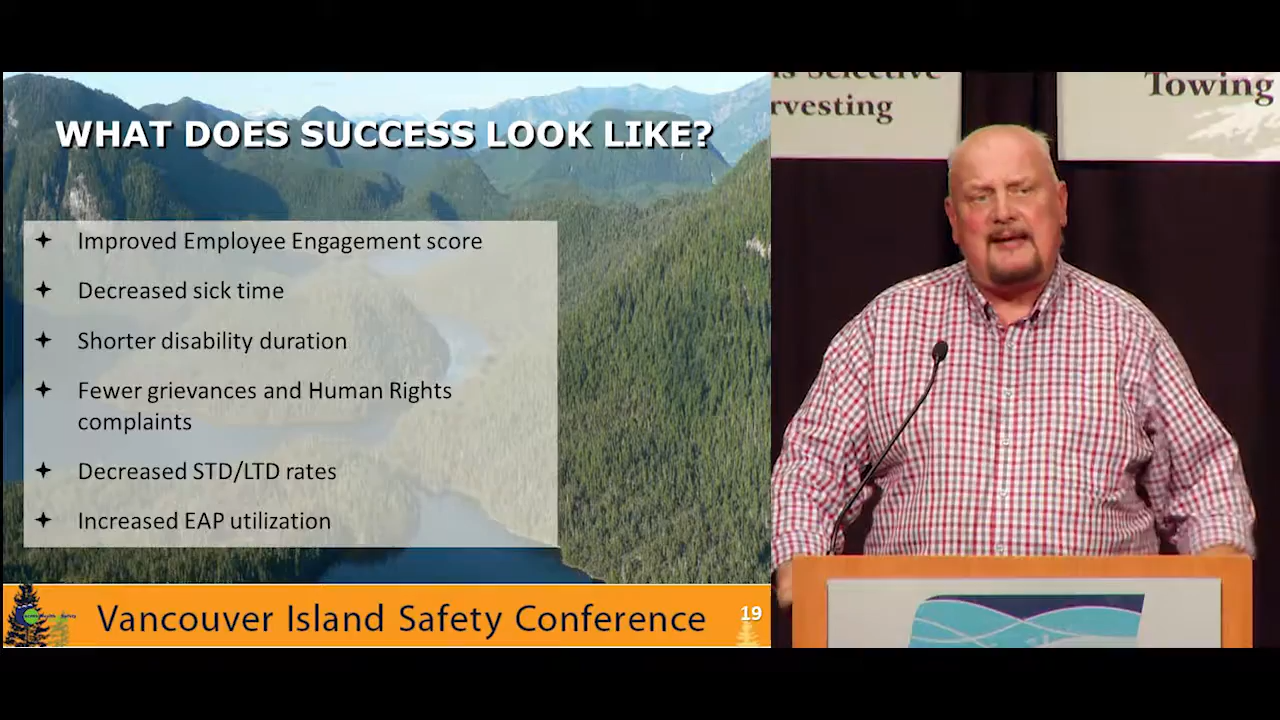 WHAT DOES SUCCESS LOOK LIKE?
Improved Employee Engagement score
Decreased sick time
Shorter disability duration
Fewer grievances and Human Rights
complaints
Decreased STD/LTD rates
Increased EAP utilization
Vancouver Island Safety Conference
19
Selective
Towing